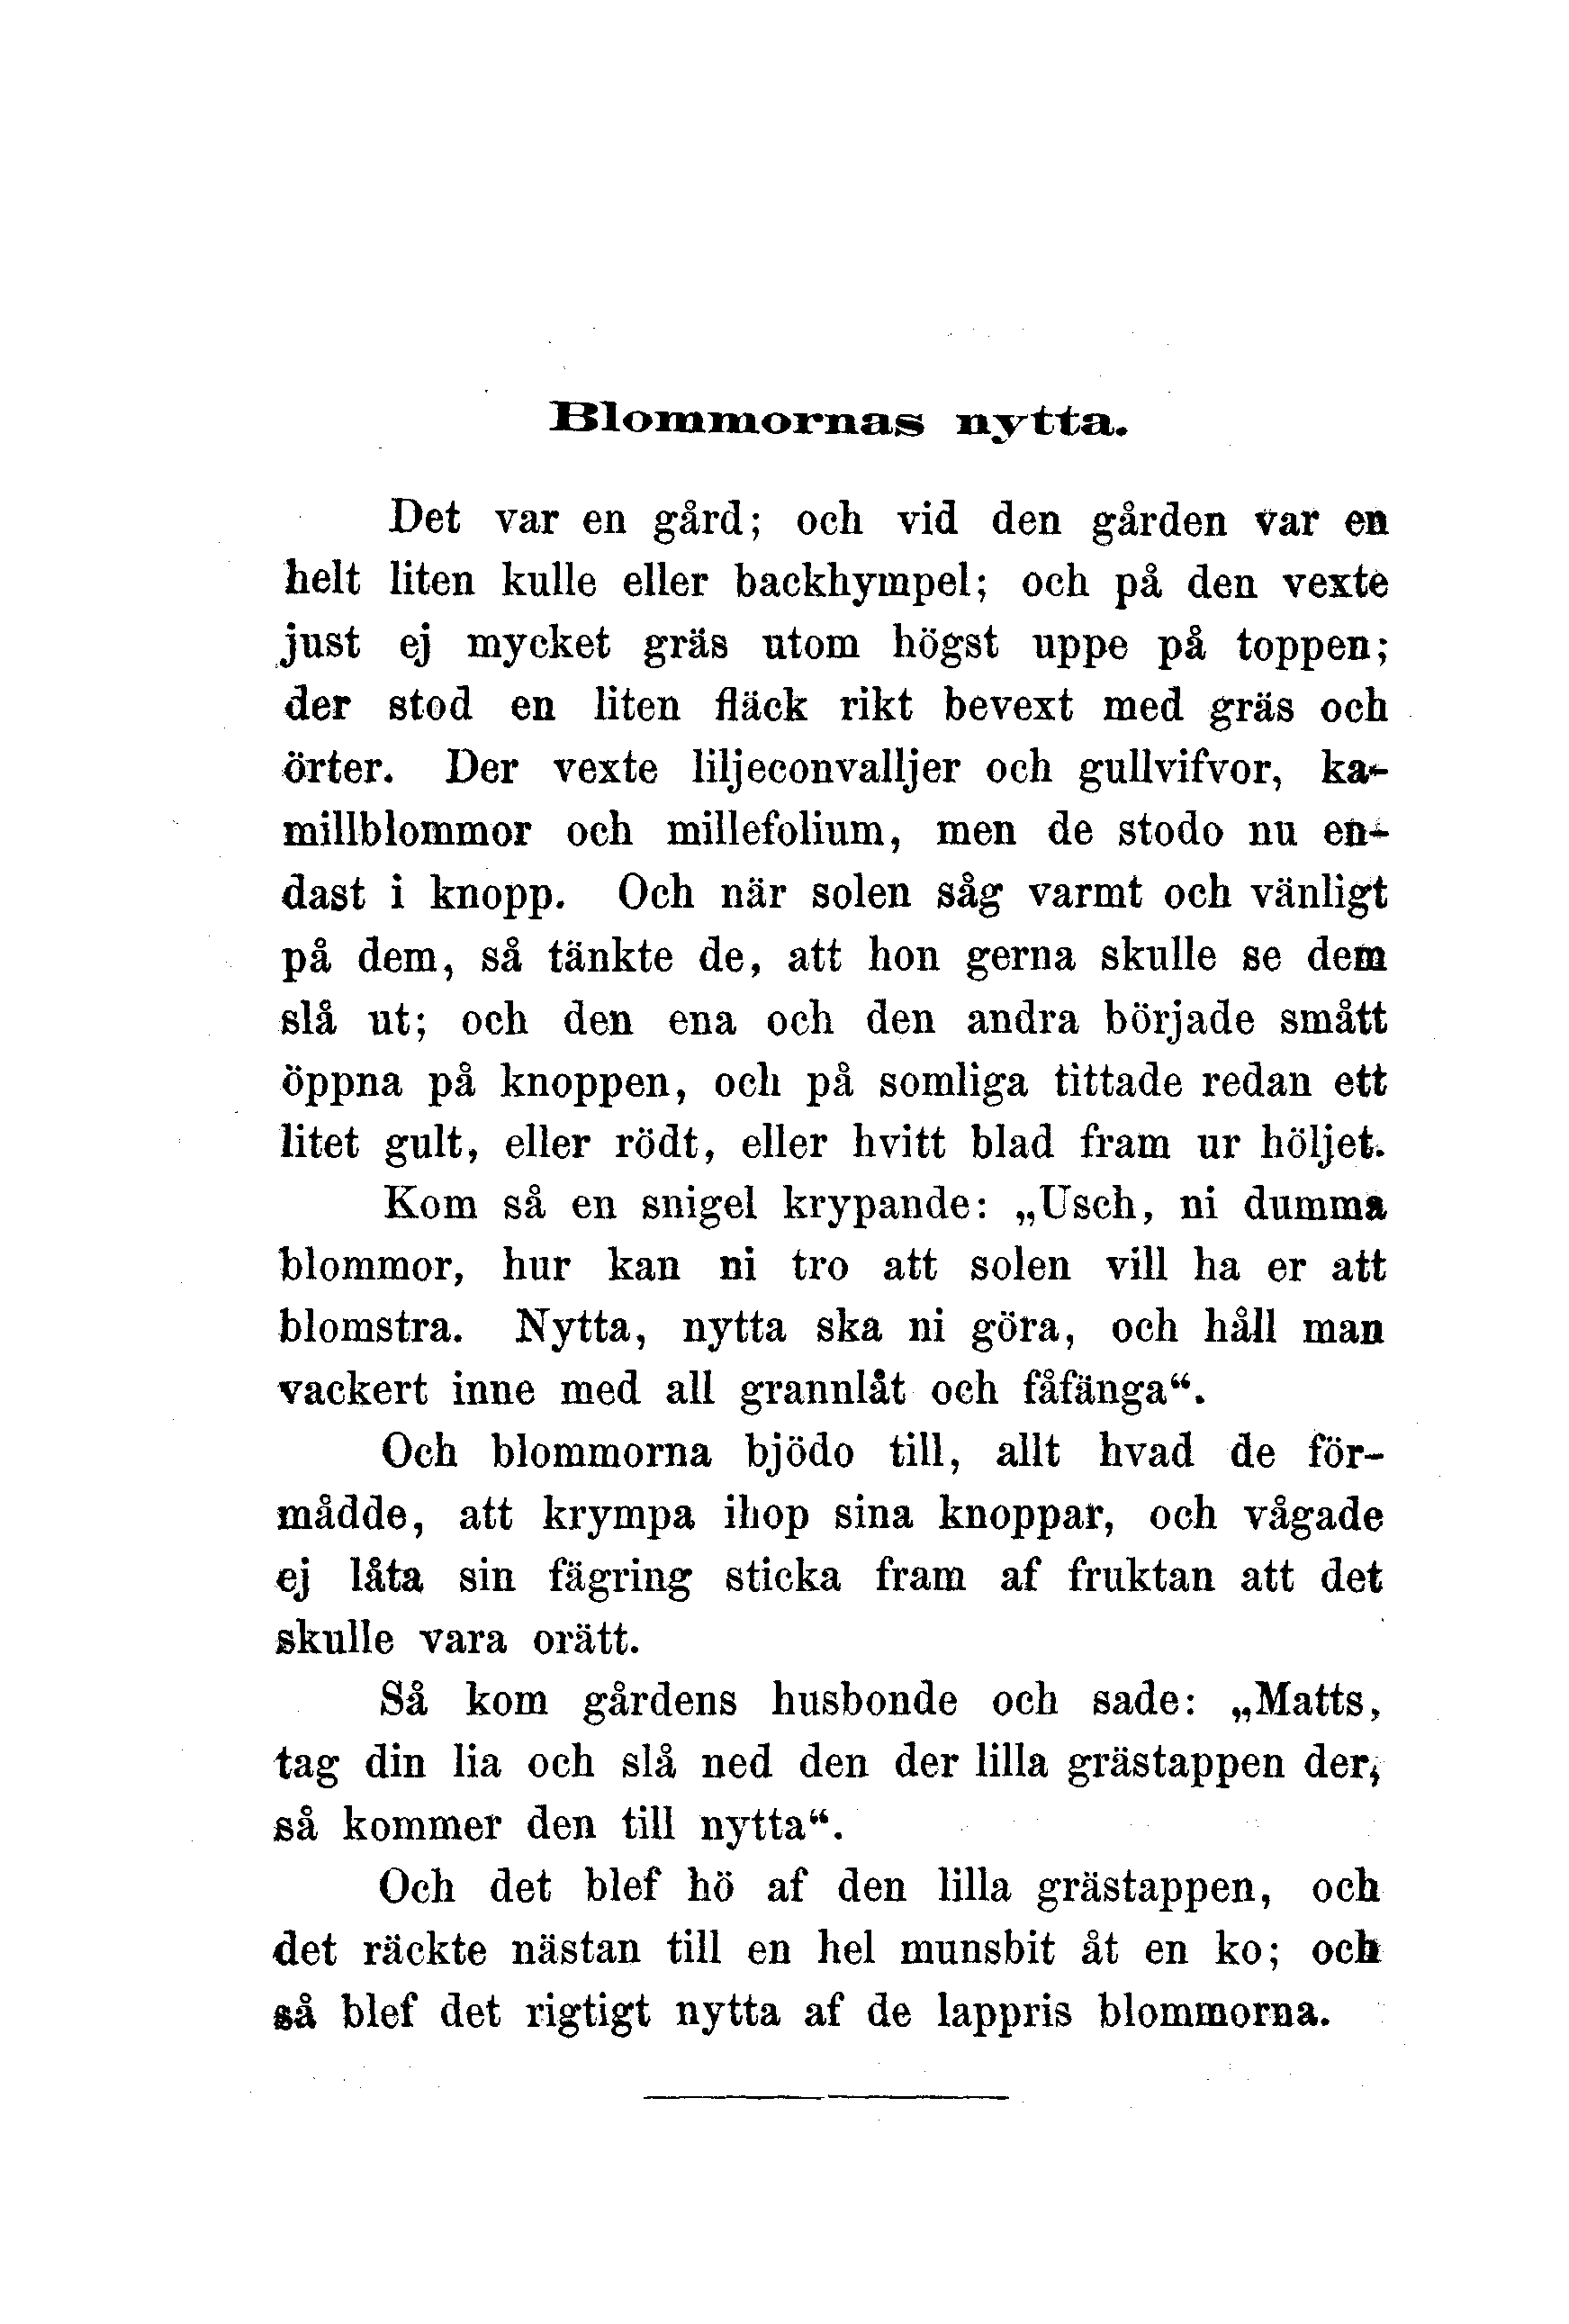 Blommornas nytta.
Det var en gård; och vid den gården var en
helt liten kulle eller backhympel; och på den vexte
just ej mycket gräs utom högst uppe på toppen;
der stod en liten fläck rikt bevext med gräs och
örter. Der vexte liljeconvalljer och gullvifvor, ka-
millblommor och millefolium, men de stodo nu en-
dast i knopp. Och när solen såg varmt och vänligt
på dem, så tänkte de, att hon gerna skulle se dem
slå ut; och den ena och den andra började smått
öppna på knoppen, och på somliga tittade redan ett
litet gult, eller rödt, eller hvitt blad fram ur höljet.
Kom så en snigel krypande: „Usch, ni dumma
blommor, hur kan ni tro att solen vill ha er att
blomstra. Nytta, nytta ska ni göra, och håll man
vackert inne med all grannlåt och fåfänga“.
Och blommorna bjödo till, allt hvad de för-
mådde, att krympa ihop sina knoppar, och vågade
ej låta sin fägring sticka fram af fruktan att det
skulle vara orätt.
Så kom gårdens husbonde och sade: „Matts,
tag din lia och slå ned den der lilla grästappen der,
så kommer den till nytta“.
Och det blef hö af den lilla grästappen, och
det räckte nästan till en hel munsbit åt en ko; och
så blef det rigtigt nytta af de lappris blommorna.